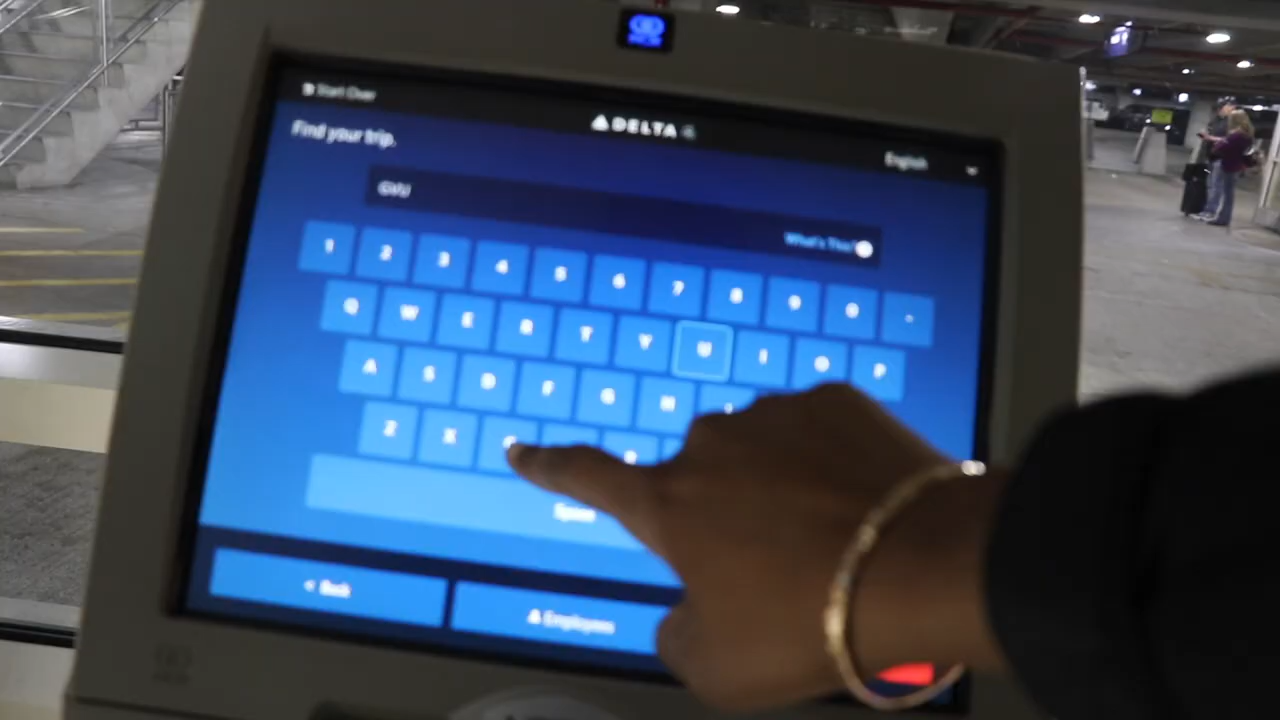 Start Over
DELTA
English
Find your trip.
GVU
What's This?
1 2 3 4 5 6 7 8 9 0 -
Q W E R T Y U I O P
A S D F G H J
Z X C B
Space
< Back
Employees